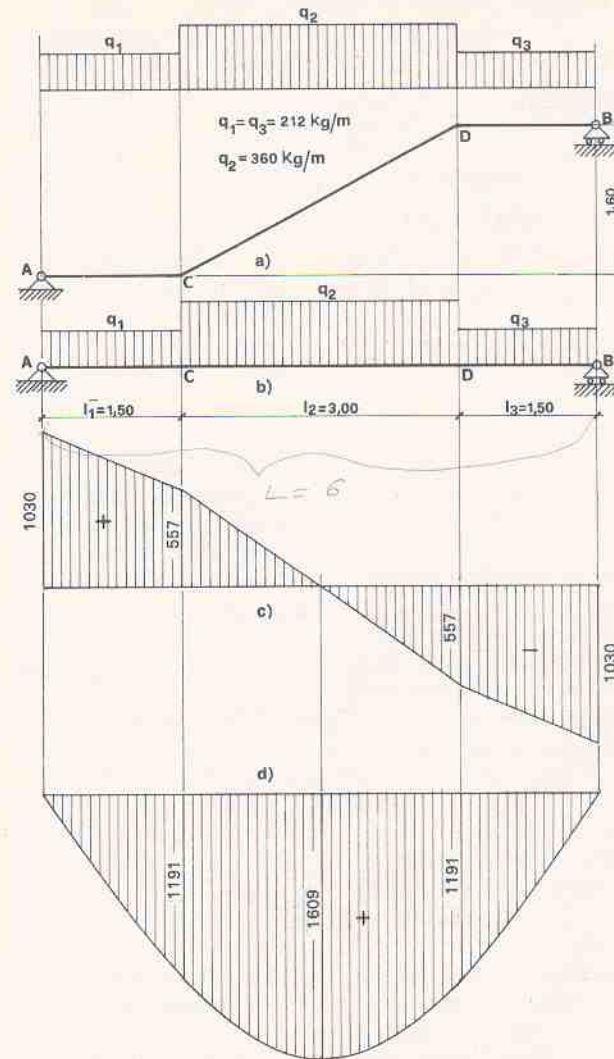 q2
q1 q3
q1 = q3 = 212 kg/m
q2 = 360 Kg/m
B
D
1,60
A
C
a)
q2
q1 q3
A C D B
b)
l1=1,50 l2=3,00 l3=1,50
L = 6
1030 + 557
c)
557 − 1030
d)
1191 1609 + 1191